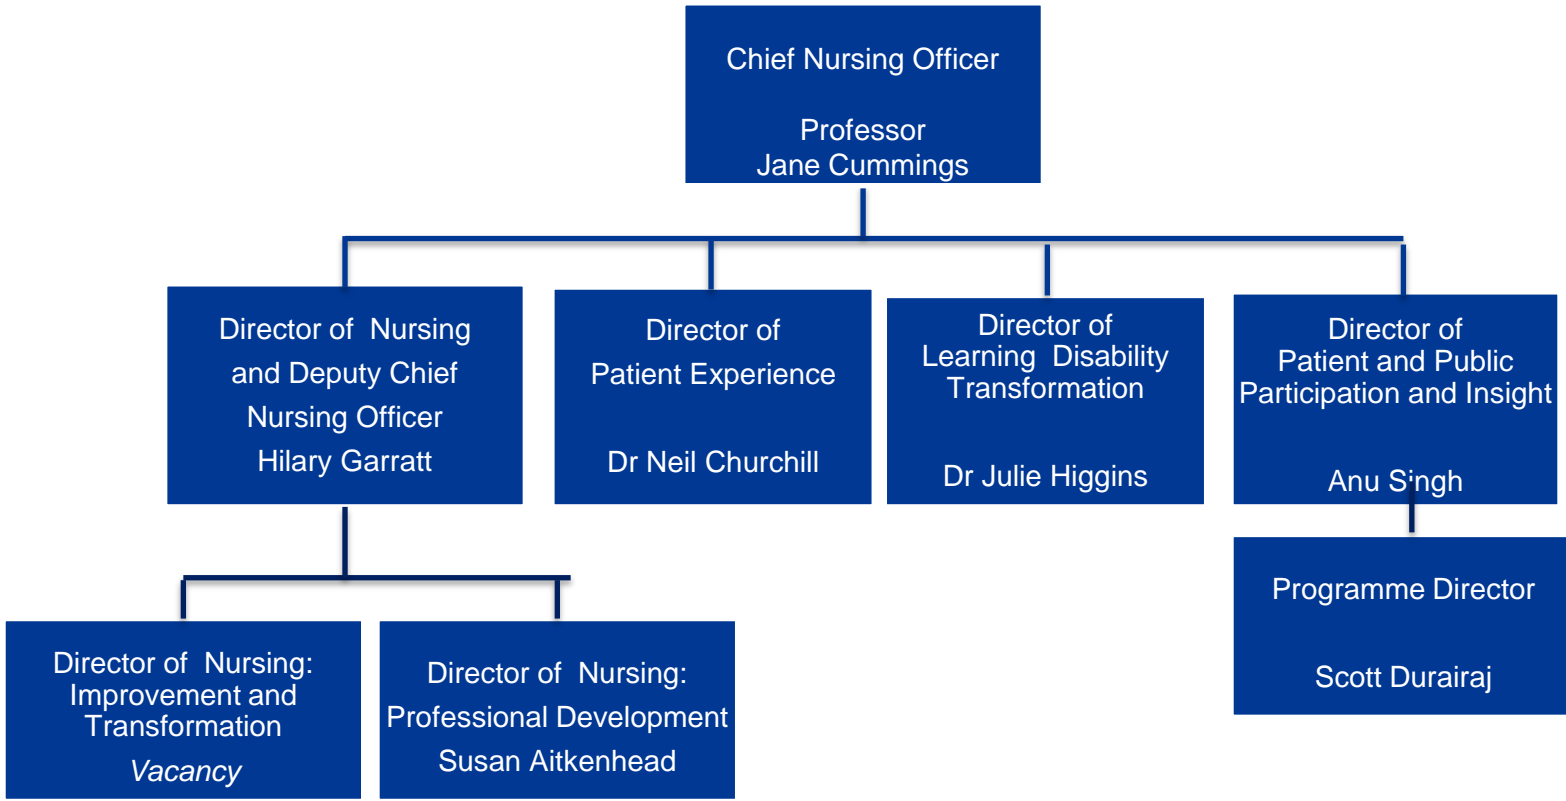 Chief Nursing Officer
Professor
Jane Cummings
Director of Nursing
and Deputy Chief
Nursing Officer
Hilary Garratt
Director of
Patient Experience
Dr Neil Churchill
Director of
Learning Disability
Transformation
Dr Julie Higgins
Director of
Patient and Public
Participation and Insight
Anu Singh
Director of Nursing:
Improvement and
Transformation
Vacancy
Director of Nursing:
Professional Development
Susan Aitkenhead
Programme Director
Scott Durairaj